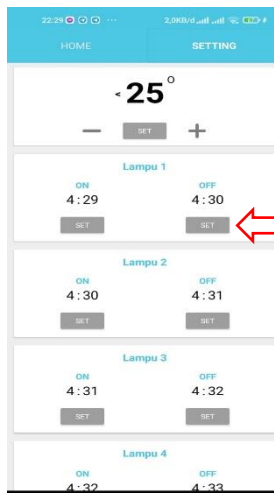 22:29 ··· 2,0KB/d
HOME SETTING
< 25°
— SET +
Lampu 1
ON OFF
4:29 4:30
SET SET
Lampu 2
ON OFF
4:30 4:31
SET SET
Lampu 3
ON OFF
4:31 4:32
SET SET
Lampu 4
ON OFF
4:32 4:33